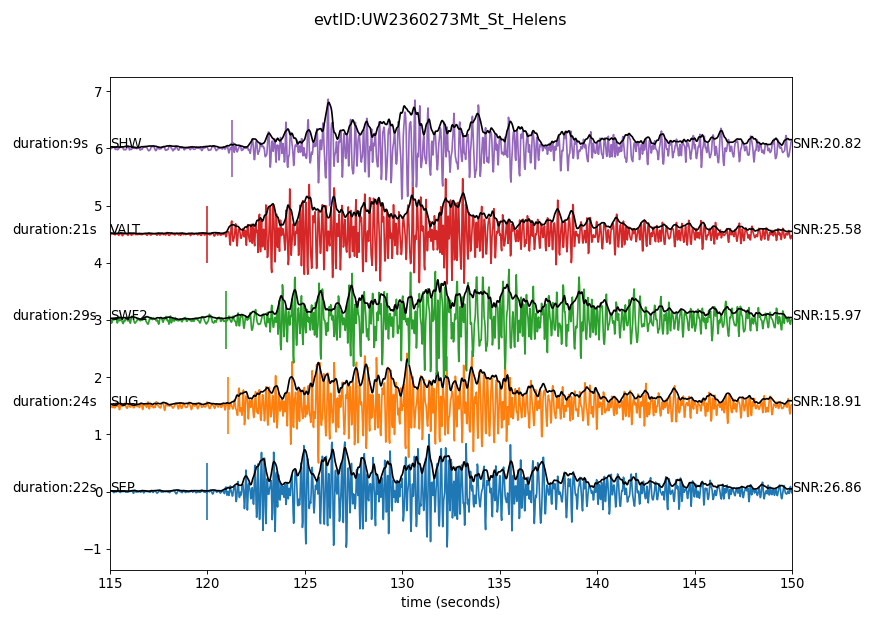 evtID:UW2360273Mt_St_Helens
7
duration:9s SHW 6 SNR:20.82
5
duration:21s VALT SNR:25.58
4
duration:29s SWF2 3 SNR:15.97
2
duration:24s SUG SNR:18.91
1
duration:22s SEP 0 SNR:26.86
−1
115 120 125 130 135 140 145 150
time (seconds)